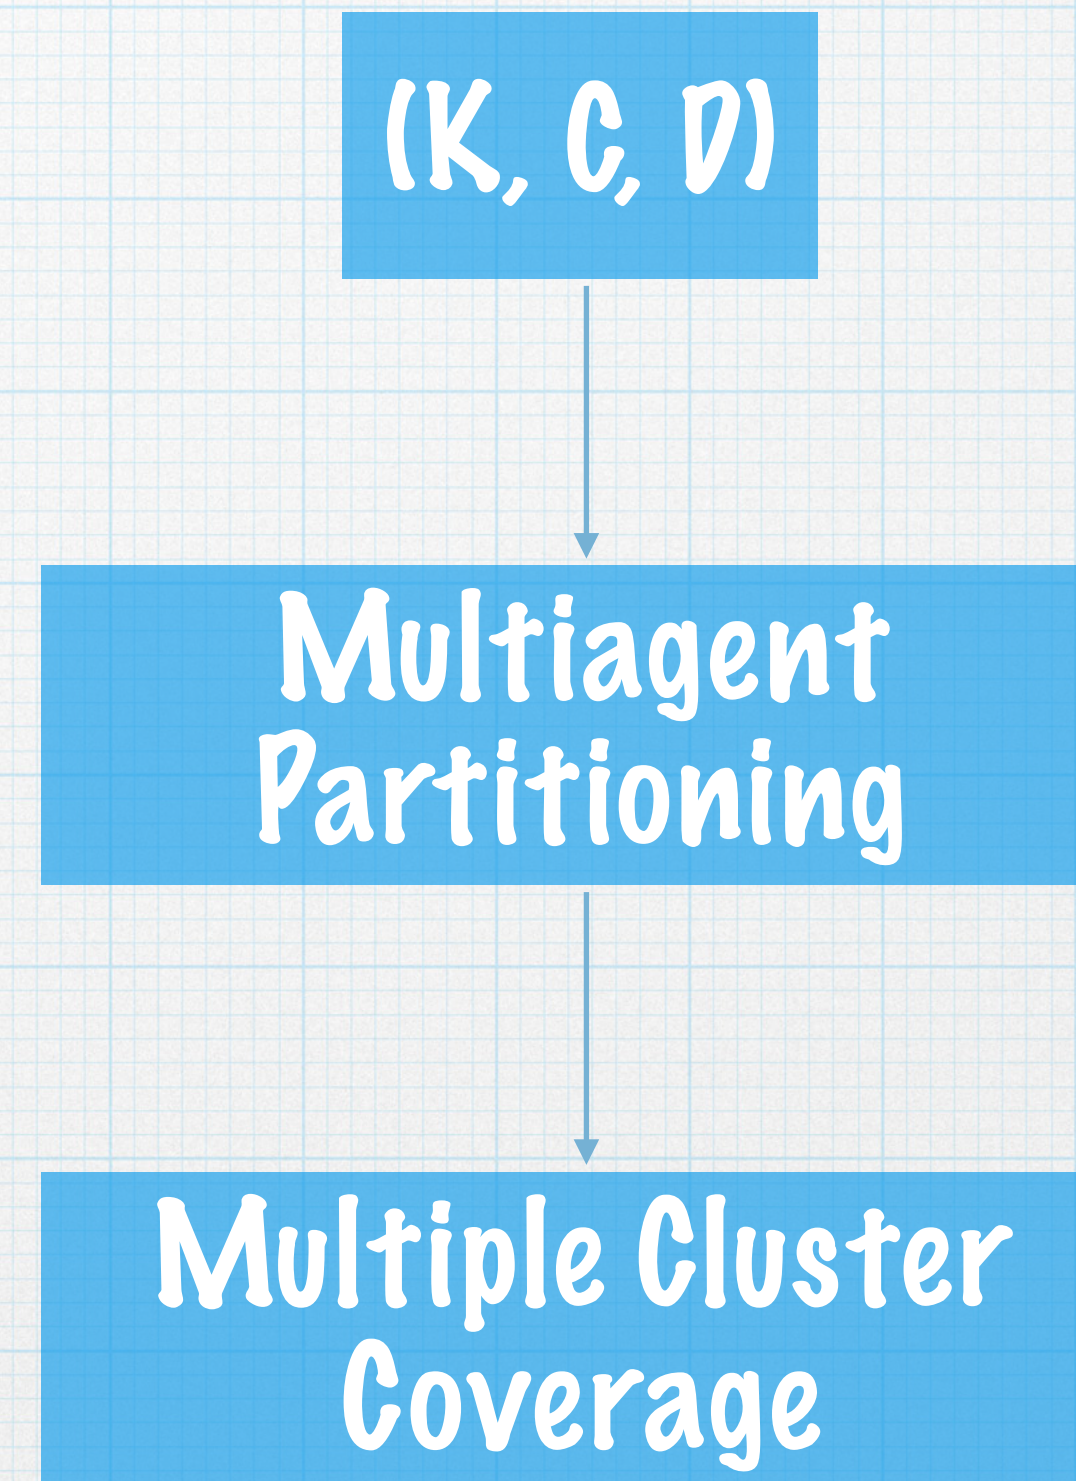 (K, C, D)
Multiagent
Partitioning
Multiple Cluster
Coverage